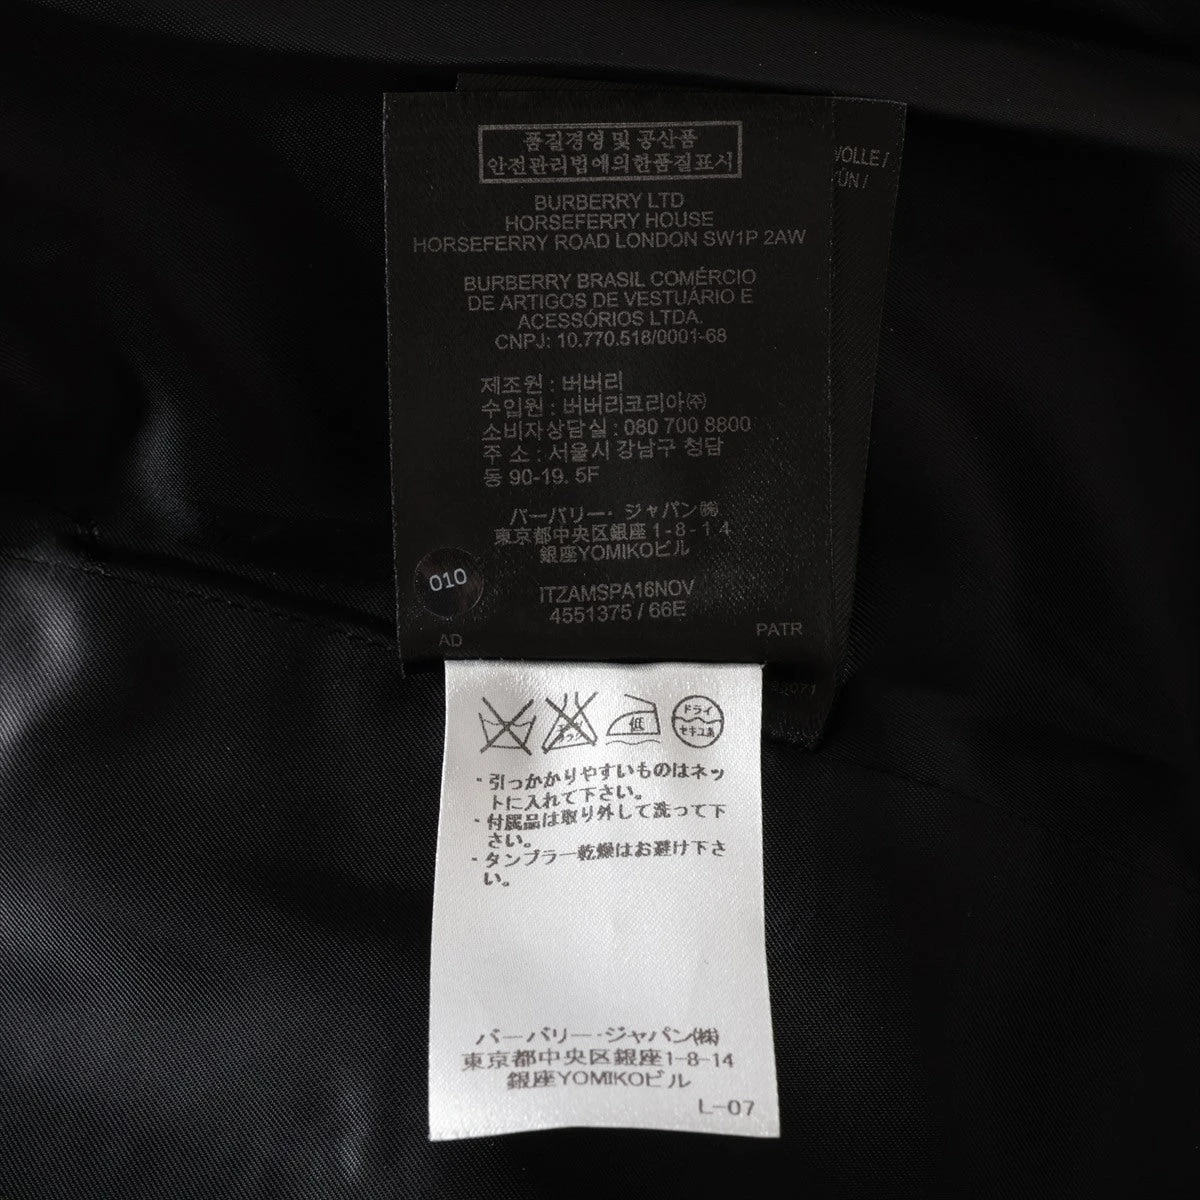 품질경영 및 공산품
안전관리법에의한품질표시
BURBERRY LTD
HORSEFERRY HOUSE
HORSEFERRY ROAD LONDON SW1P 2AW
BURBERRY BRASIL COMÉRCIO
DE ARTIGOS DE VESTUÁRIO E
ACESSÓRIOS LTDA.
CNPJ: 10.770.518/0001-68
제조원 : 버버리
수입원 : 버버리코리아㈜
소비자상담실 : 080 700 8800
주 소 : 서울시 강남구 청담
동 90-19. 5F
バーバリー・ジャパン㈱
東京都中央区銀座1-8-14
銀座YOMIKOビル
010
ITZAMSPA16NOV
4551375 / 66E
AD
PATR
VOLLE /
YÜN /
低
ドライ
セキユ系
・引っかかりやすいものはネッ
トに入れて下さい。
・付属品は取り外して洗って下
さい。
・タンブラー乾燥はお避け下さ
い。
バーバリー・ジャパン㈱
東京都中央区銀座1-8-14
銀座YOMIKOビル
L-07